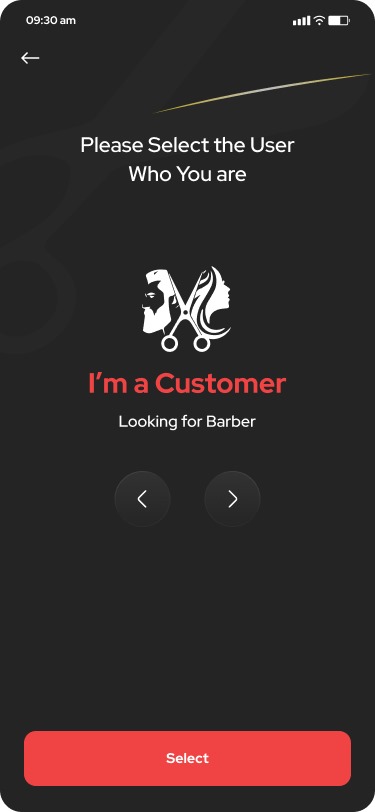 09:30 am
Please Select the User
Who You are
I’m a Customer
Looking for Barber
Select